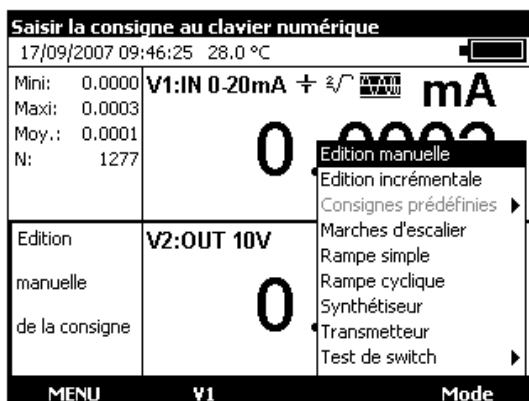 Saisir la consigne au clavier numérique
17/09/2007 09:46:25 28.0 °C
Mini: 0.0000
Maxi: 0.0003
Moy.: 0.0001
N: 1277
V1:IN 0-20mA
mA
Edition manuelle
Edition incrémentale
Consignes prédéfinies
Marches d'escalier
Rampe simple
Rampe cyclique
Synthétiseur
Transmetteur
Test de switch
Edition
manuelle
de la consigne
V2:OUT 10V
0.
MENU V1 Mode